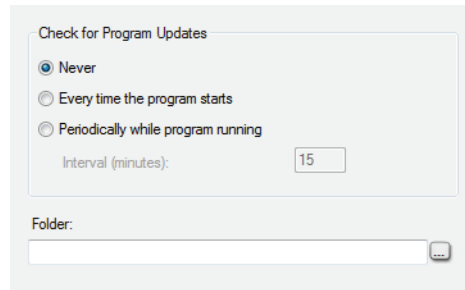 Check for Program Updates
Never
Every time the program starts
Periodically while program running
Interval (minutes): 15
Folder:
...